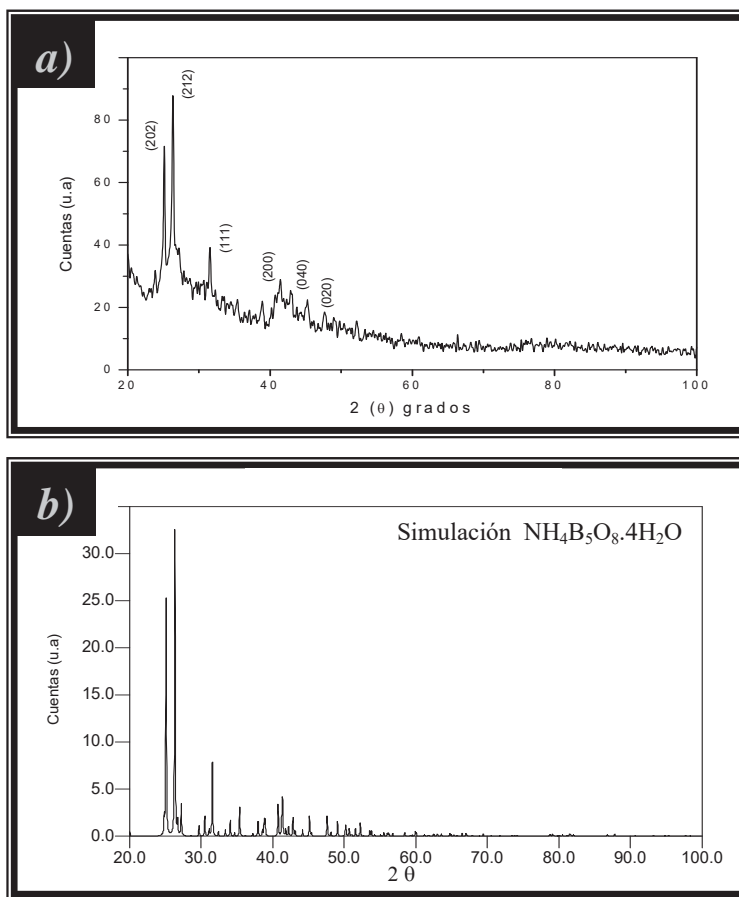 a)
(212)
(202)
(111)
(200)
(040)
(020)
80
60
40
20
0
Cuentas (u.a)
20 40 60 80 100
2 (θ) grados
b)
Simulación NH₄B₅O₈.4H₂O
30.0
25.0
20.0
15.0
10.0
5.0
0.0
Cuentas (u.a)
20.0 30.0 40.0 50.0 60.0 70.0 80.0 90.0 100.0
2 θ